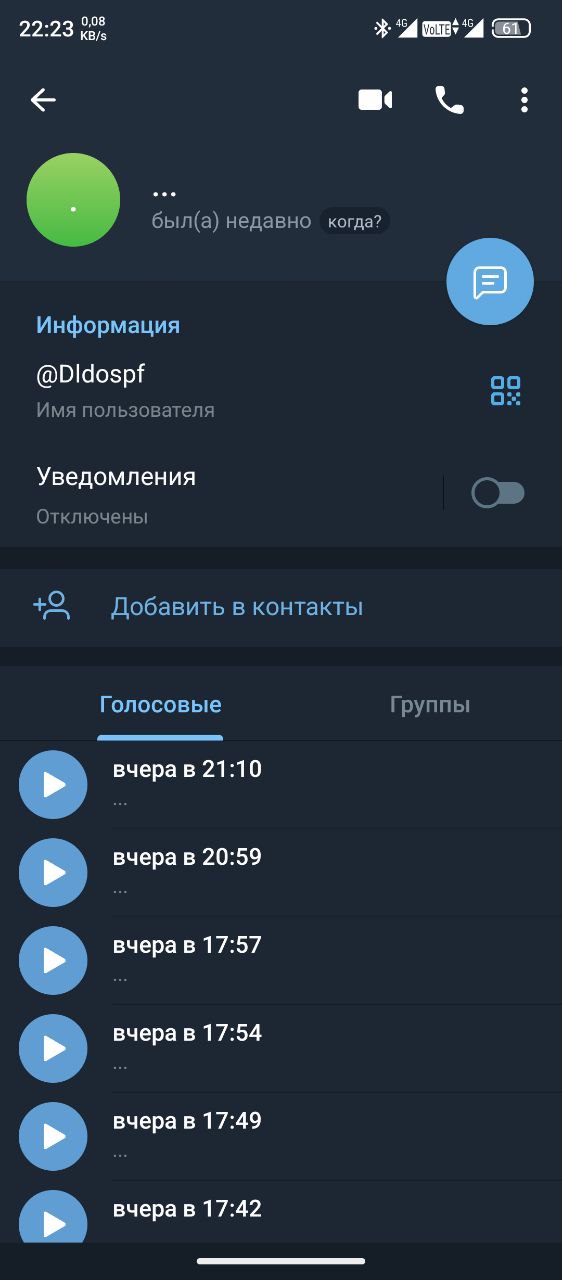 22:23 0,08 KB/s 4G VoLTE 4G 61
.
...
был(а) недавно когда?
Информация
@Dldospf
Имя пользователя
Уведомления
Отключены
Добавить в контакты
Голосовые Группы
вчера в 21:10
...
вчера в 20:59
...
вчера в 17:57
...
вчера в 17:54
...
вчера в 17:49
...
вчера в 17:42